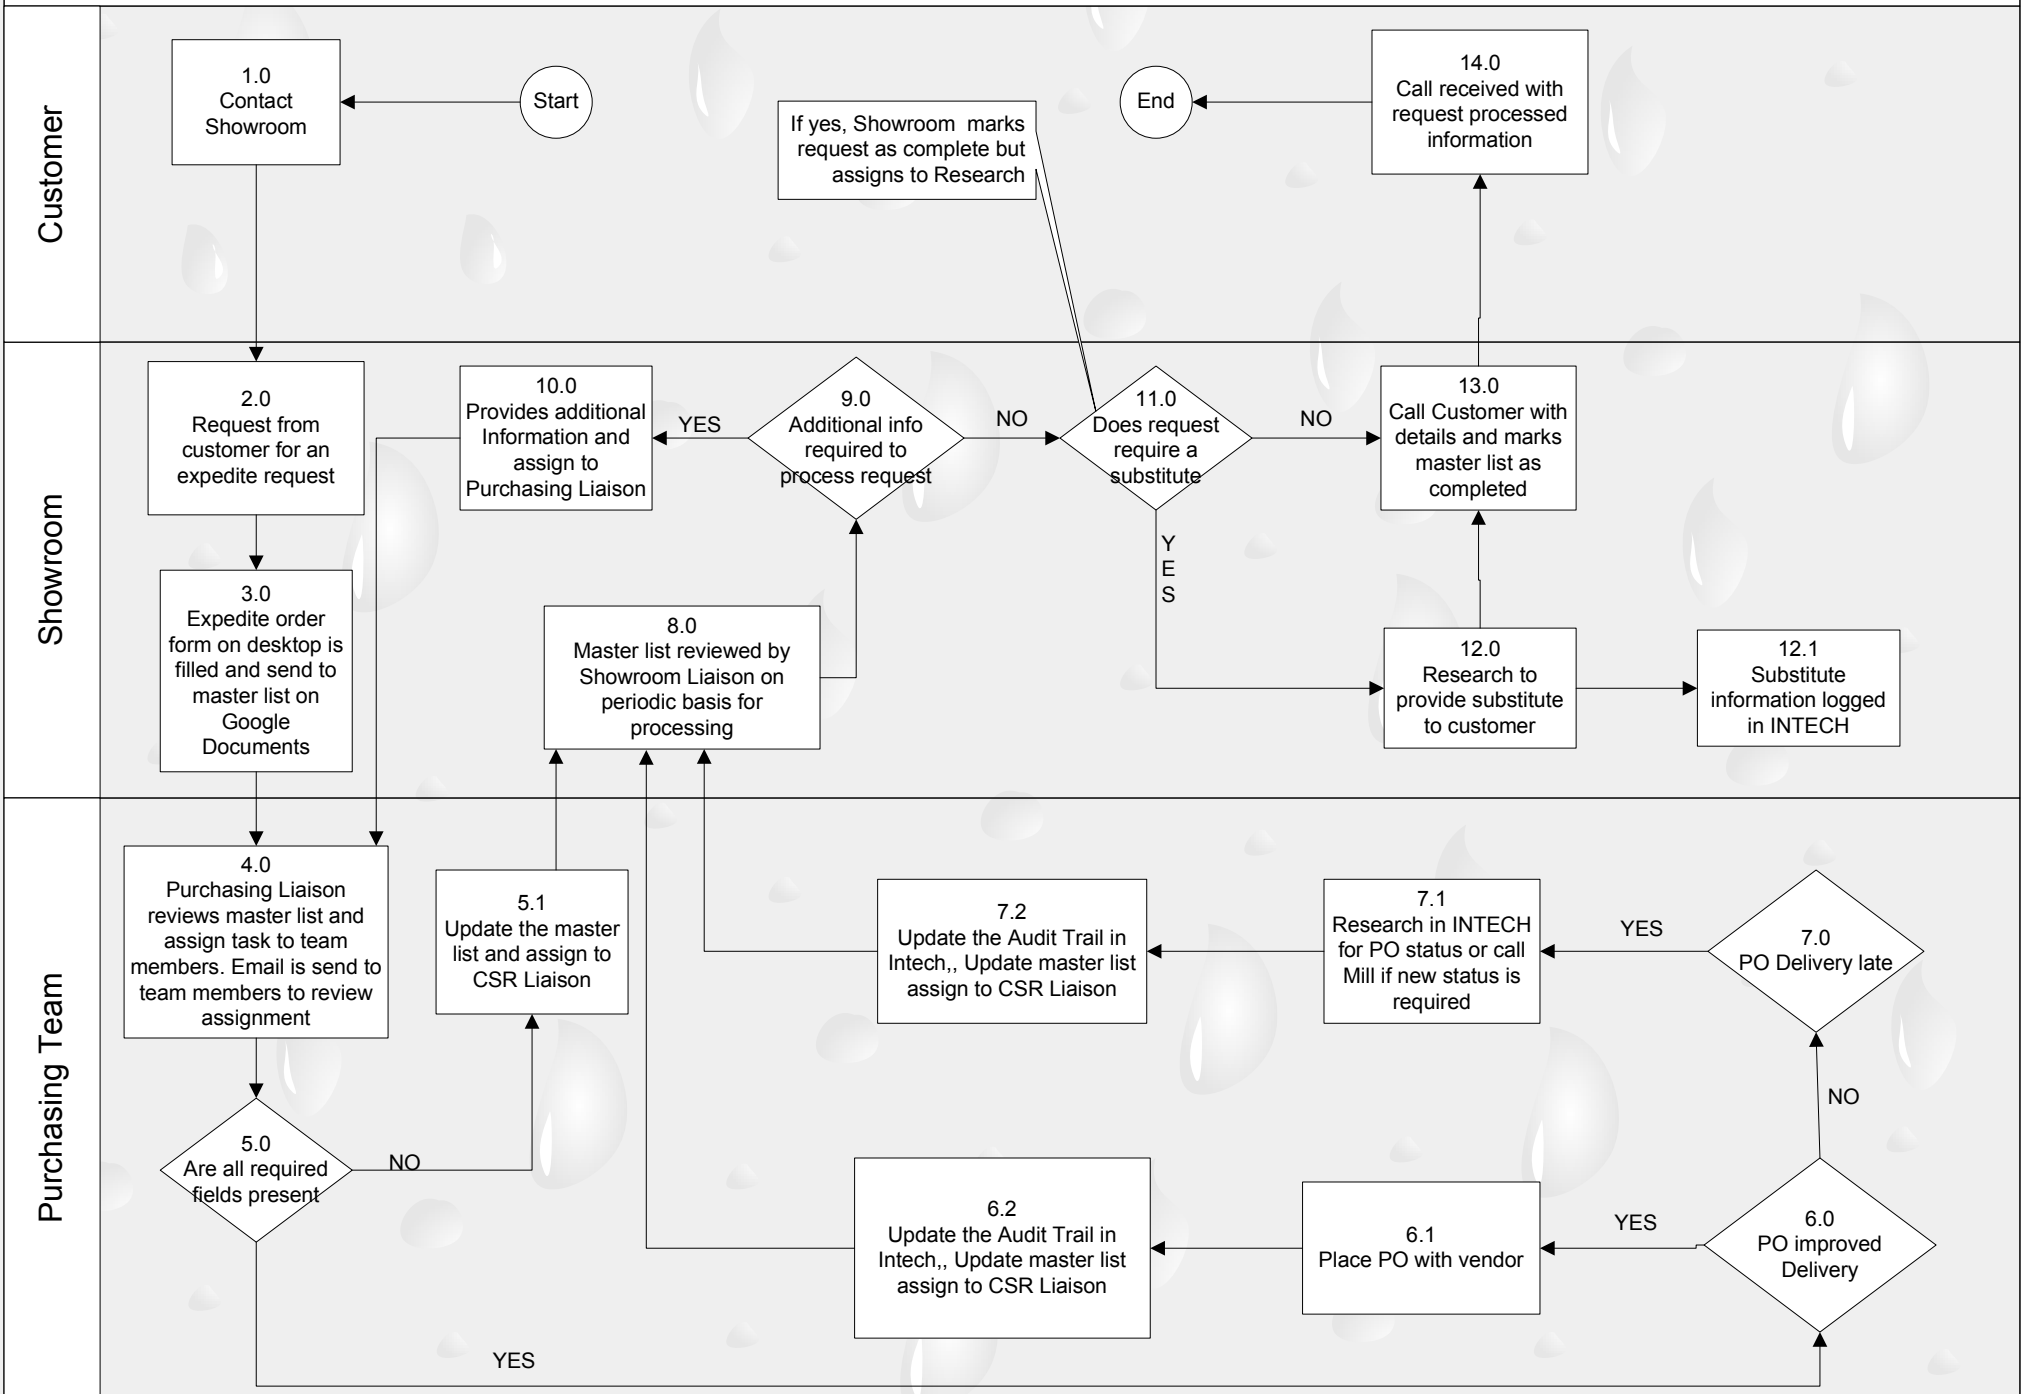 Customer
1.0
Contact
Showroom
Start
If yes, Showroom  marks
request as complete but
assigns to Research
End
14.0
Call received with
request processed
information
Showroom
2.0
Request from
customer for an
expedite request
10.0
Provides additional
Information and
assign to
Purchasing Liaison
YES
9.0
Additional info
required to
process request
NO
11.0
Does request
require a
substitute
NO
13.0
Call Customer with
details and marks
master list as
completed
Y
E
S
3.0
Expedite order
form on desktop is
filled and send to
master list on
Google
Documents
8.0
Master list reviewed by
Showroom Liaison on
periodic basis for
processing
12.0
Research to
provide substitute
to customer
12.1
Substitute
information logged
in INTECH
Purchasing Team
4.0
Purchasing Liaison
reviews master list and
assign task to team
members. Email is send to
team members to review
assignment
5.1
Update the master
list and assign to
CSR Liaison
7.2
Update the Audit Trail in
Intech,, Update master list
assign to CSR Liaison
7.1
Research in INTECH
for PO status or call
Mill if new status is
required
YES
7.0
PO Delivery late
NO
5.0
Are all required
fields present
NO
6.2
Update the Audit Trail in
Intech,, Update master list
assign to CSR Liaison
6.1
Place PO with vendor
YES
6.0
PO improved
Delivery
YES